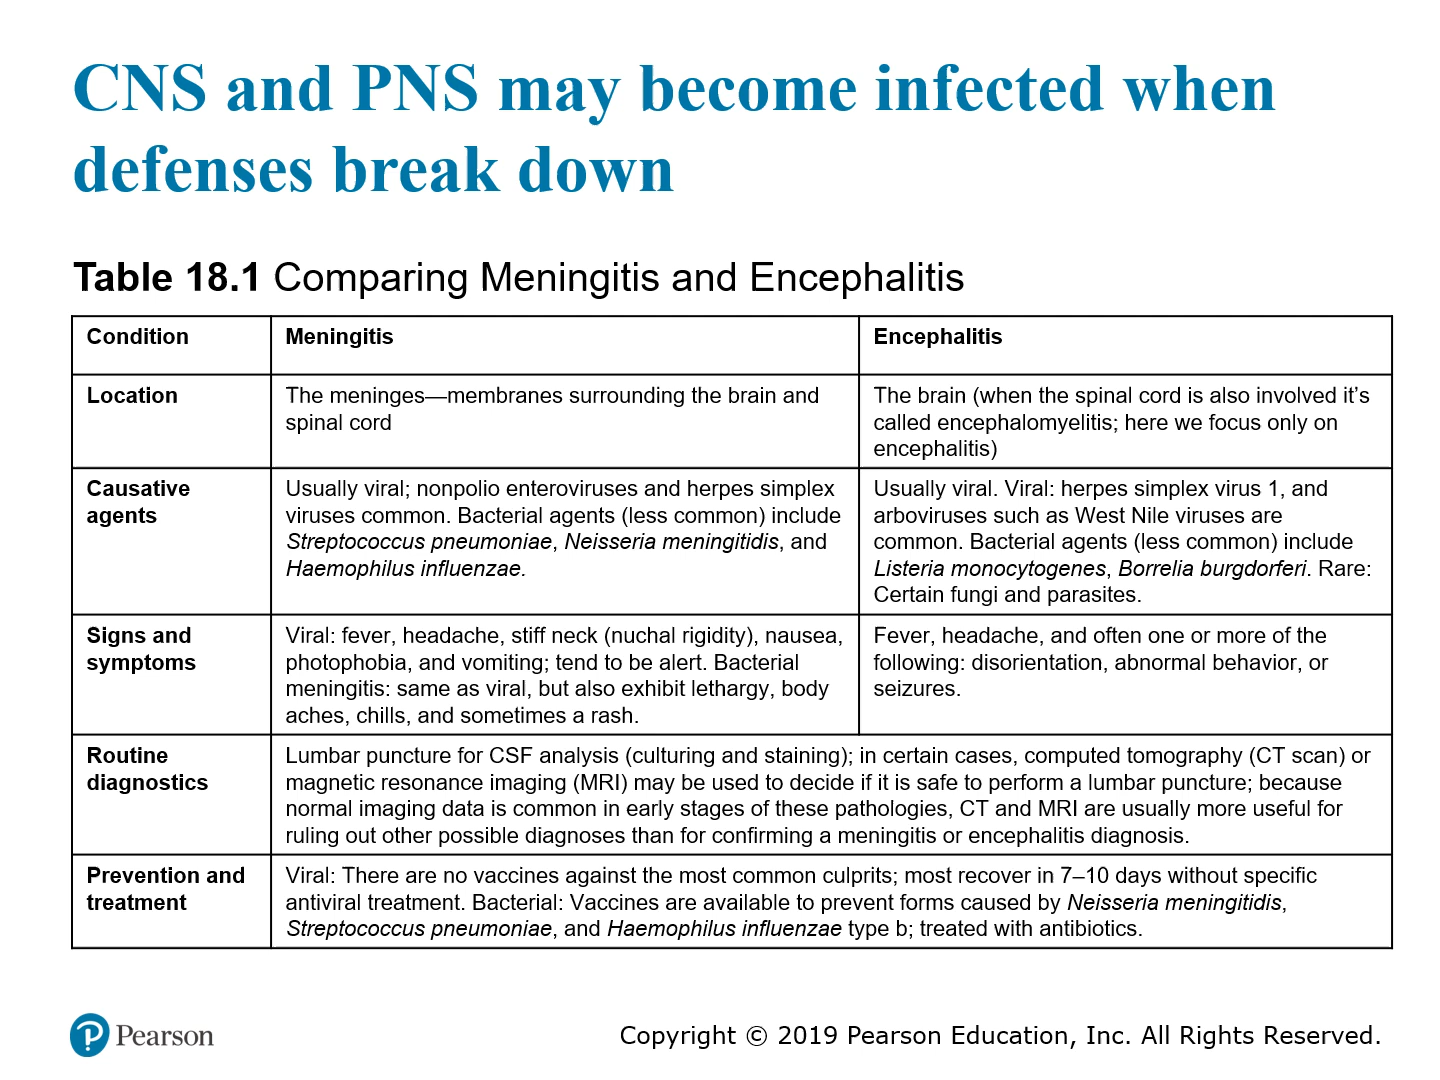 CNS and PNS may become infected when
defenses break down
Table 18.1 Comparing Meningitis and Encephalitis
Condition
Meningitis
Encephalitis
Location
The meninges—membranes surrounding the brain and
spinal cord
The brain (when the spinal cord is also involved it’s
called encephalomyelitis; here we focus only on
encephalitis)
Causative
agents
Usually viral; nonpolio enteroviruses and herpes simplex
viruses common. Bacterial agents (less common) include
Streptococcus pneumoniae, Neisseria meningitidis, and
Haemophilus influenzae.
Usually viral. Viral: herpes simplex virus 1, and
arboviruses such as West Nile viruses are
common. Bacterial agents (less common) include
Listeria monocytogenes, Borrelia burgdorferi. Rare:
Certain fungi and parasites.
Signs and
symptoms
Viral: fever, headache, stiff neck (nuchal rigidity), nausea,
photophobia, and vomiting; tend to be alert. Bacterial
meningitis: same as viral, but also exhibit lethargy, body
aches, chills, and sometimes a rash.
Fever, headache, and often one or more of the
following: disorientation, abnormal behavior, or
seizures.
Routine
diagnostics
Lumbar puncture for CSF analysis (culturing and staining); in certain cases, computed tomography (CT scan) or
magnetic resonance imaging (MRI) may be used to decide if it is safe to perform a lumbar puncture; because
normal imaging data is common in early stages of these pathologies, CT and MRI are usually more useful for
ruling out other possible diagnoses than for confirming a meningitis or encephalitis diagnosis.
Prevention and
treatment
Viral: There are no vaccines against the most common culprits; most recover in 7–10 days without specific
antiviral treatment. Bacterial: Vaccines are available to prevent forms caused by Neisseria meningitidis,
Streptococcus pneumoniae, and Haemophilus influenzae type b; treated with antibiotics.
Pearson
Copyright © 2019 Pearson Education, Inc. All Rights Reserved.